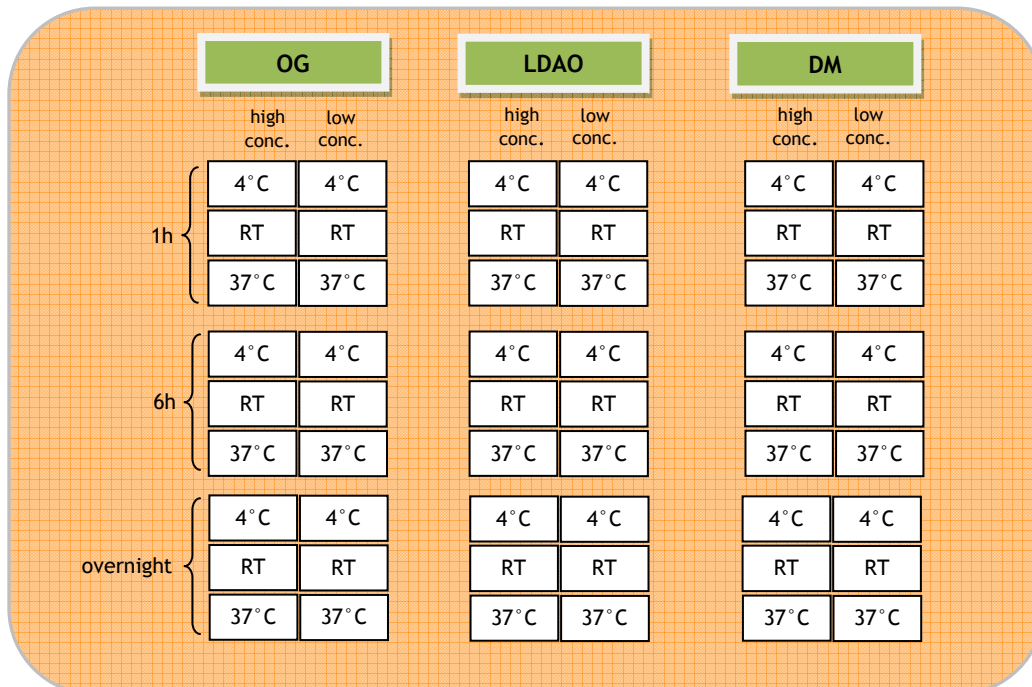 OG LDAO DM
high low high low high low
conc. conc. conc. conc. conc. conc.
4°C 4°C 4°C 4°C 4°C 4°C
1h RT RT RT RT RT RT
37°C 37°C 37°C 37°C 37°C 37°C
4°C 4°C 4°C 4°C 4°C 4°C
6h RT RT RT RT RT RT
37°C 37°C 37°C 37°C 37°C 37°C
4°C 4°C 4°C 4°C 4°C 4°C
overnight RT RT RT RT RT RT
37°C 37°C 37°C 37°C 37°C 37°C